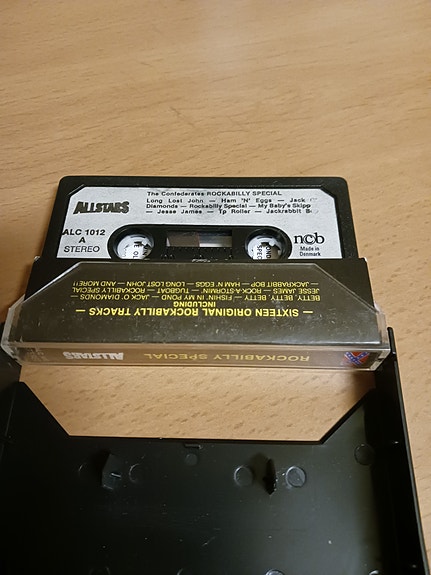 The Confederates ROCKABILLY SPECIAL
Long Lost John — Ham 'N' Eggs — Jack O'
Diamonds — Rockabilly Special — My Baby's Skipp
— Jesse James — Tp Roller — Jackrabbit B
ALLSTARS
ALC 1012
A
STEREO
ncb
Made in
Denmark
— SIXTEEN ORIGINAL ROCKABILLY TRACKS —
INCLUDING
BETTY, BETTY, BETTY — FISHIN' IN MY POND — JACK O' DIAMONDS —
JESSE JAMES — ROCK-A-STORMIN' — TUGBOAT — ROCKABILLY SPECIAL
— JACKRABBIT BOP — HAM N' EGGS — LONG LOST JOHN — AND MORE!!
ROCKABILLY SPECIAL
ALLSTARS